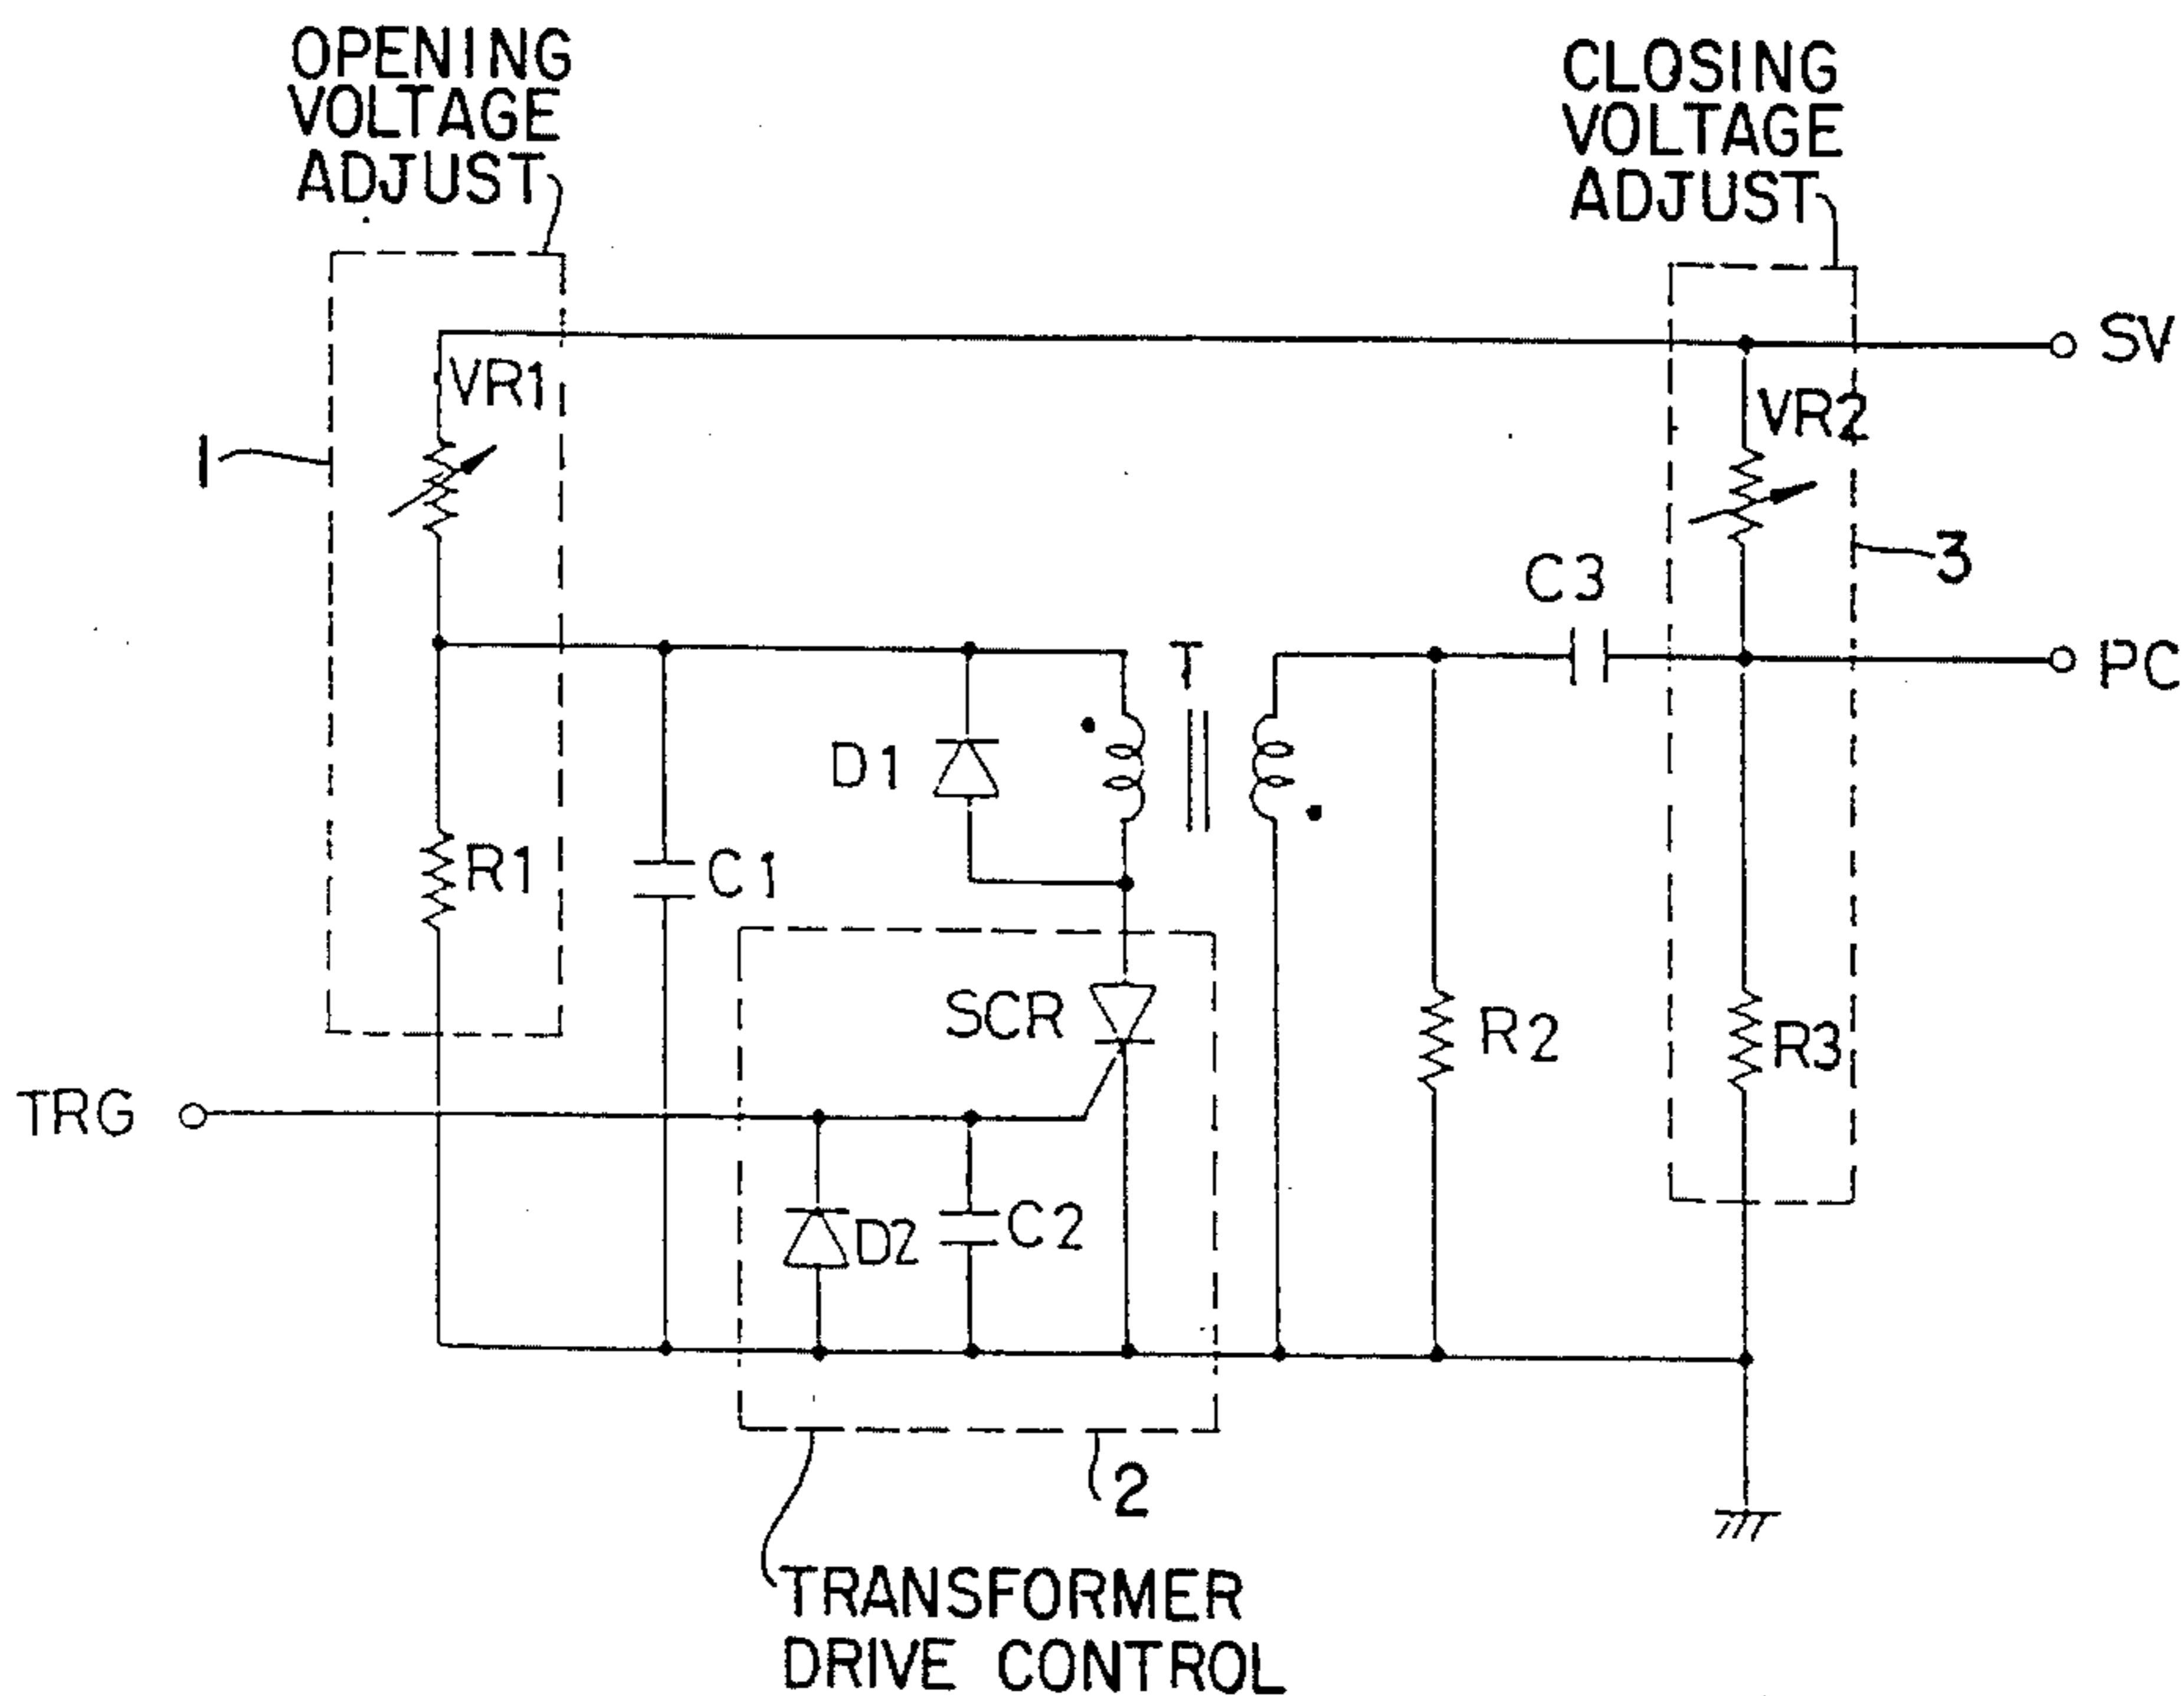 OPENING
VOLTAGE
ADJUST
CLOSING
VOLTAGE
ADJUST
SV
VR1
VR2
1
3
C3
T
PC
D1
R1
C1
SCR
R2
R3
TRG
D2
C2
2
TRANSFORMER
DRIVE CONTROL